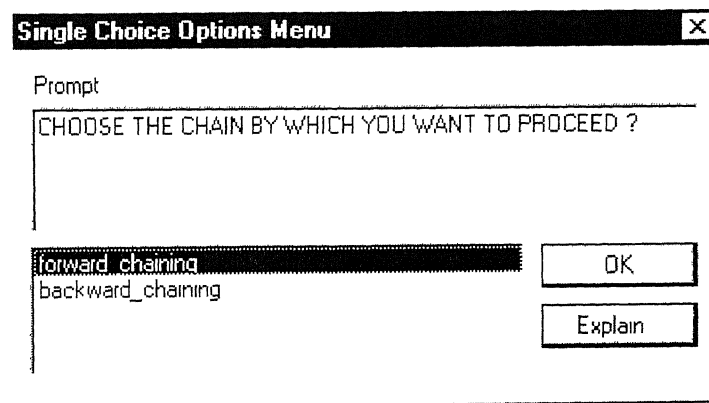 Single Choice Options Menu
Prompt
CHOOSE THE CHAIN BY WHICH YOU WANT TO PROCEED ?
forward_chaining
backward_chaining
OK
Explain